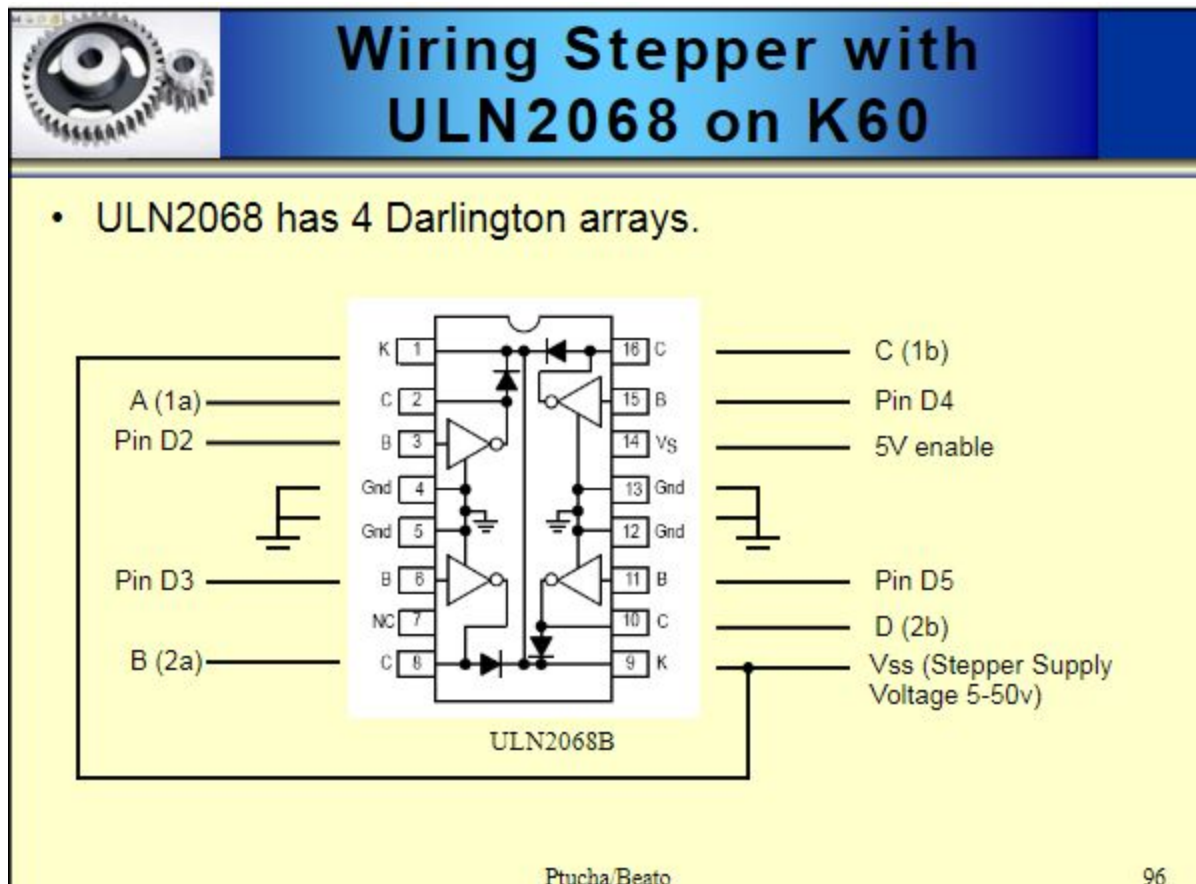 Wiring Stepper with
ULN2068 on K60
• ULN2068 has 4 Darlington arrays.
K 1
16 C
C (1b)
A (1a)
C 2
15 B
Pin D4
Pin D2
B 3
14 VS
5V enable
Gnd 4
13 Gnd
Gnd 5
12 Gnd
Pin D3
B 6
11 B
Pin D5
NC 7
10 C
D (2b)
B (2a)
C 8
9 K
Vss (Stepper Supply
Voltage 5-50v)
ULN2068B
Ptucha/Beato
96